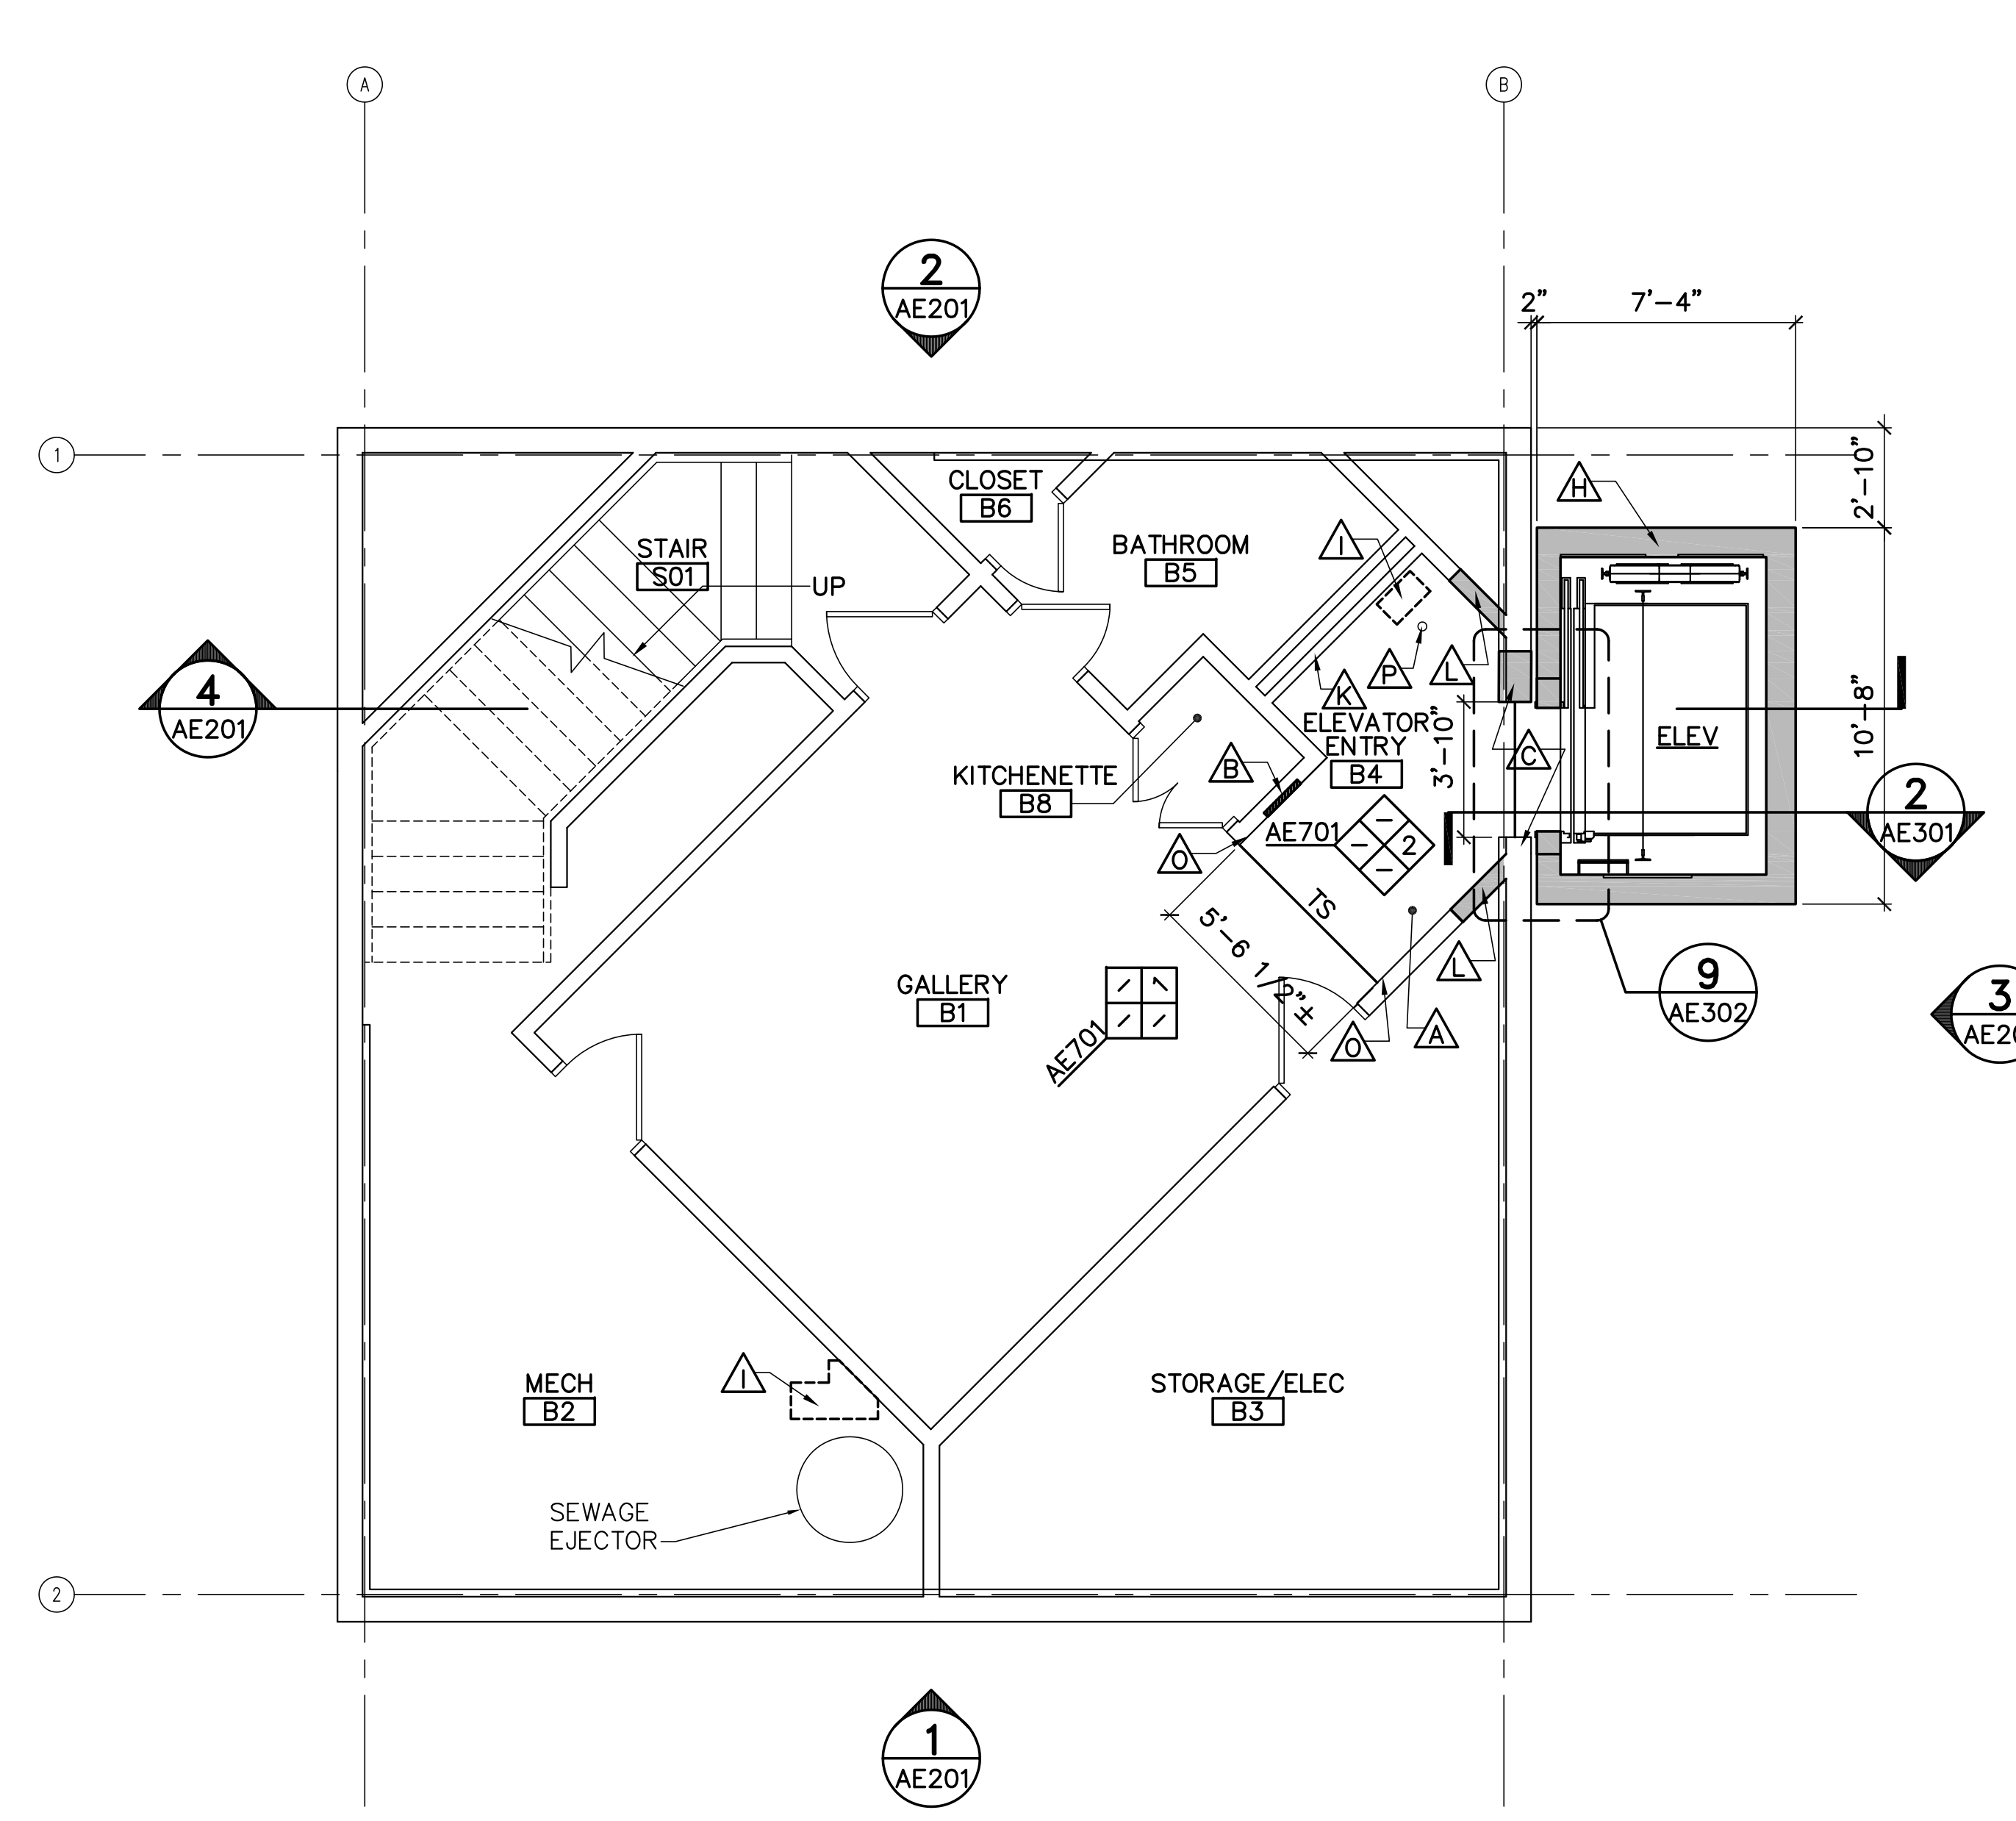 A
B
2
AE201
2"
7'-4"
1
2'-10"
H
CLOSET
B6
BATHROOM
B5
I
STAIR
S01
UP
4
AE201
P
L
K
10'-8"
ELEVATOR
ENTRY
B4
3'-10"
C
ELEV
KITCHENETTE
B8
B
2
AE301
AE701
-
-
2
-
O
TS
5'-6 1/2"±
L
GALLERY
B1
1
AE701
9
AE302
3
O
A
MECH
B2
I
STORAGE/ELEC
B3
SEWAGE
EJECTOR
2
1
AE201